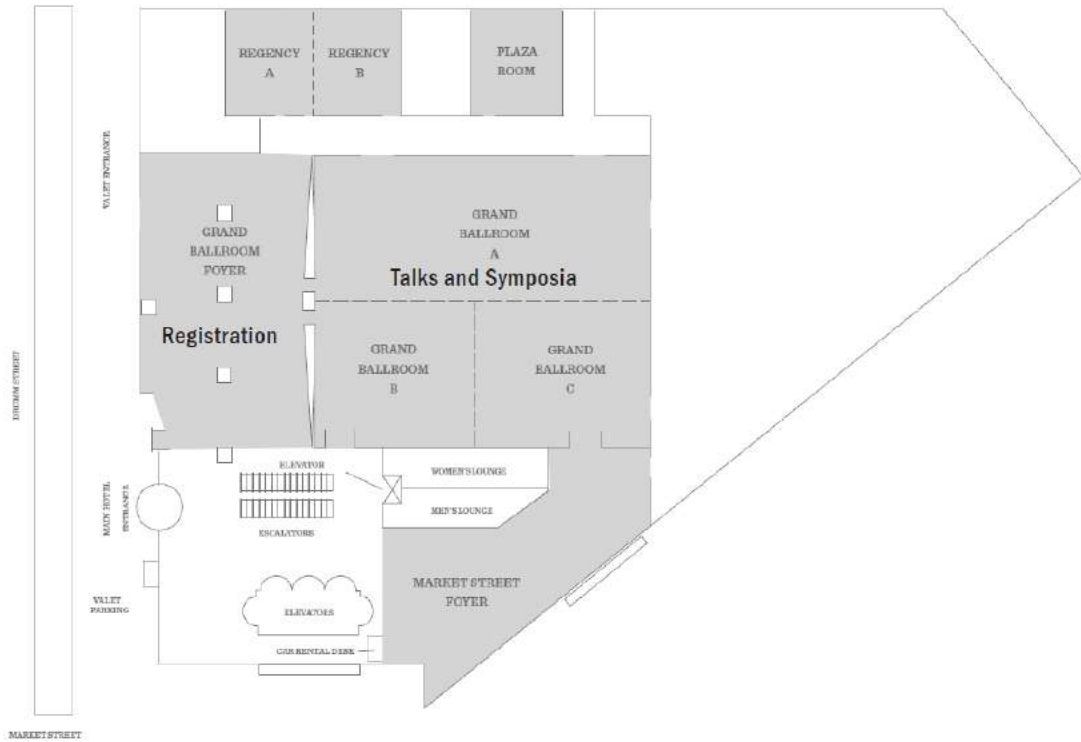 REGENCY
A
REGENCY
B
PLAZA
ROOM
VALET ENTRANCE
GRAND
BALLROOM
FOYER
Registration
GRAND
BALLROOM
A
Talks and Symposia
GRAND
BALLROOM
B
GRAND
BALLROOM
C
DRUMM STREET
ELEVATOR
WOMEN'S LOUNGE
MEN'S LOUNGE
MAIN HOTEL
ENTRANCE
ESCALATORS
MARKET STREET
FOYER
VALET
PARKING
ELEVATORS
CAR RENTAL DESK
MARKET STREET